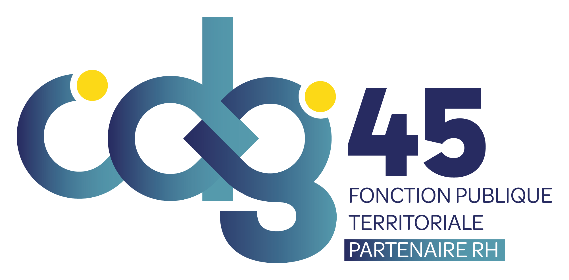 cdg 45
FONCTION PUBLIQUE
TERRITORIALE
PARTENAIRE RH